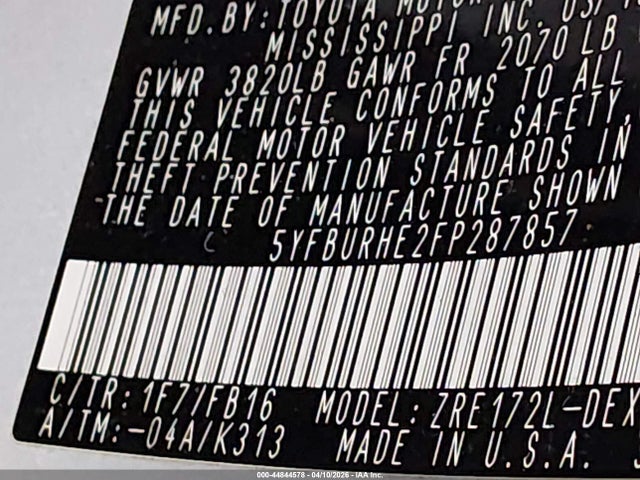 MFD. BY: TOYOTA MOTOR
MISSISSIPPI INC. US/
GVWR 3820LB GAWR FR 2070 LB
THIS VEHICLE CONFORMS TO ALL
FEDERAL MOTOR VEHICLE SAFETY,
THEFT PREVENTION STANDARDS IN
THE DATE OF MANUFACTURE SHOWN
5YFBURHE2FP287857
C/TR: 1F7/FB16 MODEL: ZRE172L-DEX
A/TM:-04A/K313 MADE IN U.S.A.
000-44844578 - 04/10/2026 - IAA Inc.